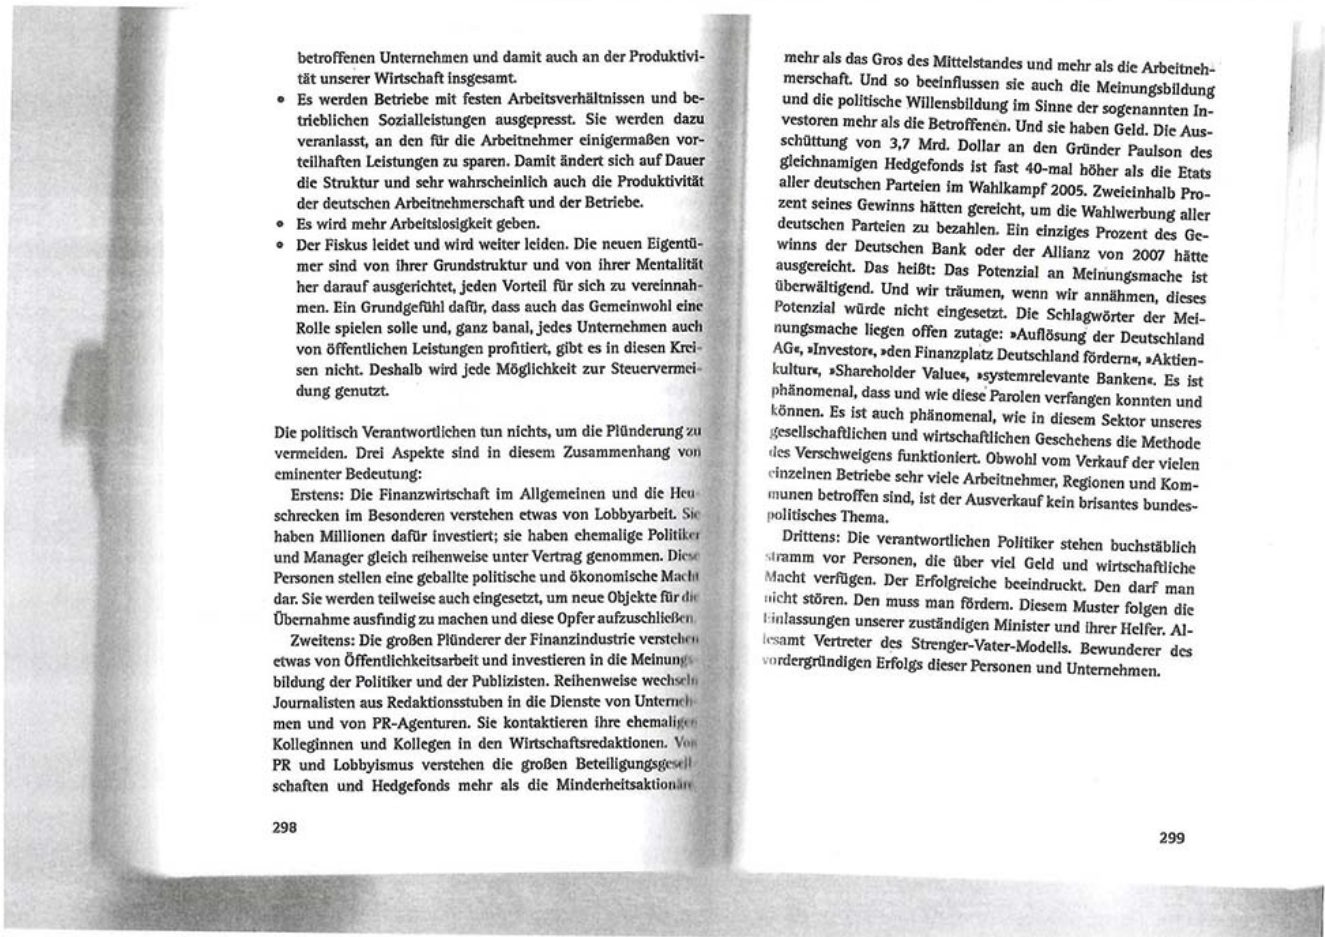 betroffenen Unternehmen und damit auch an der Produktivi-
tät unserer Wirtschaft insgesamt.
• Es werden Betriebe mit festen Arbeitsverhältnissen und be-
trieblichen Sozialleistungen ausgepresst. Sie werden dazu
veranlasst, an den für die Arbeitnehmer einigermaßen vor-
teilhaften Leistungen zu sparen. Damit ändert sich auf Dauer
die Struktur und sehr wahrscheinlich auch die Produktivität
der deutschen Arbeitnehmerschaft und der Betriebe.
• Es wird mehr Arbeitslosigkeit geben.
• Der Fiskus leidet und wird weiter leiden. Die neuen Eigentü-
mer sind von ihrer Grundstruktur und von ihrer Mentalität
her darauf ausgerichtet, jeden Vorteil für sich zu vereinnah-
men. Ein Grundgefühl dafür, dass auch das Gemeinwohl eine
Rolle spielen solle und, ganz banal, jedes Unternehmen auch
von öffentlichen Leistungen profitiert, gibt es in diesen Krei-
sen nicht. Deshalb wird jede Möglichkeit zur Steuervermei-
dung genutzt.
Die politisch Verantwortlichen tun nichts, um die Plünderung zu
vermeiden. Drei Aspekte sind in diesem Zusammenhang von
eminenter Bedeutung:
Erstens: Die Finanzwirtschaft im Allgemeinen und die Heu-
schrecken im Besonderen verstehen etwas von Lobbyarbeit. Sie
haben Millionen dafür investiert; sie haben ehemalige Politiker
und Manager gleich reihenweise unter Vertrag genommen. Diese
Personen stellen eine geballte politische und ökonomische Macht
dar. Sie werden teilweise auch eingesetzt, um neue Objekte für die
Übernahme ausfindig zu machen und diese Opfer aufzuschließen.
Zweitens: Die großen Plünderer der Finanzindustrie verstehen
etwas von Öffentlichkeitsarbeit und investieren in die Meinungs-
bildung der Politiker und der Publizisten. Reihenweise wechseln
Journalisten aus Redaktionsstuben in die Dienste von Unterneh-
men und von PR-Agenturen. Sie kontaktieren ihre ehemaligen
Kolleginnen und Kollegen in den Wirtschaftsredaktionen. Von
PR und Lobbyismus verstehen die großen Beteiligungsgesell-
schaften und Hedgefonds mehr als die Minderheitsaktionäre,
298
mehr als das Gros des Mittelstandes und mehr als die Arbeitneh-
merschaft. Und so beeinflussen sie auch die Meinungsbildung
und die politische Willensbildung im Sinne der sogenannten In-
vestoren mehr als die Betroffenen. Und sie haben Geld. Die Aus-
schüttung von 3,7 Mrd. Dollar an den Gründer Paulson des
gleichnamigen Hedgefonds ist fast 40-mal höher als die Etats
aller deutschen Parteien im Wahlkampf 2005. Zweieinhalb Pro-
zent seines Gewinns hätten gereicht, um die Wahlwerbung aller
deutschen Parteien zu bezahlen. Ein einziges Prozent des Ge-
winns der Deutschen Bank oder der Allianz von 2007 hätte
ausgereicht. Das heißt: Das Potenzial an Meinungsmache ist
überwältigend. Und wir träumen, wenn wir annähmen, dieses
Potenzial würde nicht eingesetzt. Die Schlagwörter der Mei-
nungsmache liegen offen zutage: »Auflösung der Deutschland
AG«, »Investor«, »den Finanzplatz Deutschland fördern«, »Aktien-
kultur«, »Shareholder Value«, »systemrelevante Banken«. Es ist
phänomenal, dass und wie diese Parolen verfangen konnten und
können. Es ist auch phänomenal, wie in diesem Sektor unseres
gesellschaftlichen und wirtschaftlichen Geschehens die Methode
des Verschweigens funktioniert. Obwohl vom Verkauf der vielen
einzelnen Betriebe sehr viele Arbeitnehmer, Regionen und Kom-
munen betroffen sind, ist der Ausverkauf kein brisantes bundes-
politisches Thema.
Drittens: Die verantwortlichen Politiker stehen buchstäblich
stramm vor Personen, die über viel Geld und wirtschaftliche
Macht verfügen. Der Erfolgreiche beeindruckt. Den darf man
nicht stören. Den muss man fördern. Diesem Muster folgen die
Einlassungen unserer zuständigen Minister und ihrer Helfer. Al-
lesamt Vertreter des Strenger-Vater-Modells. Bewunderer des
vordergründigen Erfolgs dieser Personen und Unternehmen.
299